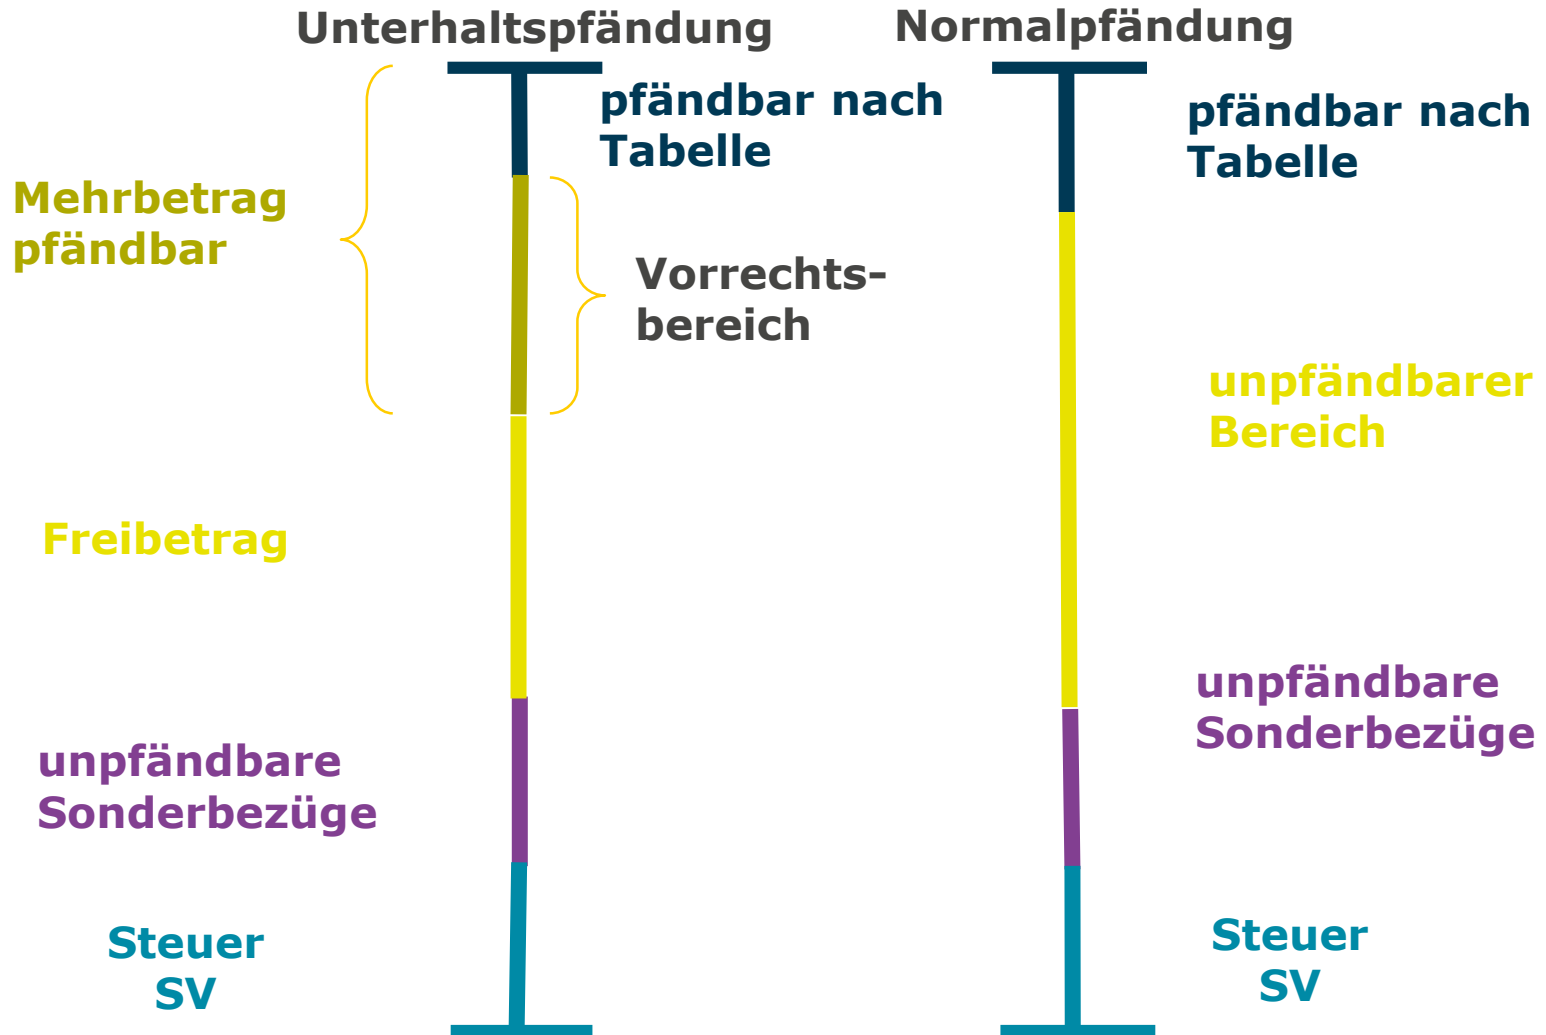 Unterhaltspfändung
Normalpfändung
pfändbar nach
Tabelle
pfändbar nach
Tabelle
Mehrbetrag
pfändbar
Vorrechts-
bereich
unpfändbarer
Bereich
Freibetrag
unpfändbare
Sonderbezüge
unpfändbare
Sonderbezüge
Steuer
SV
Steuer
SV